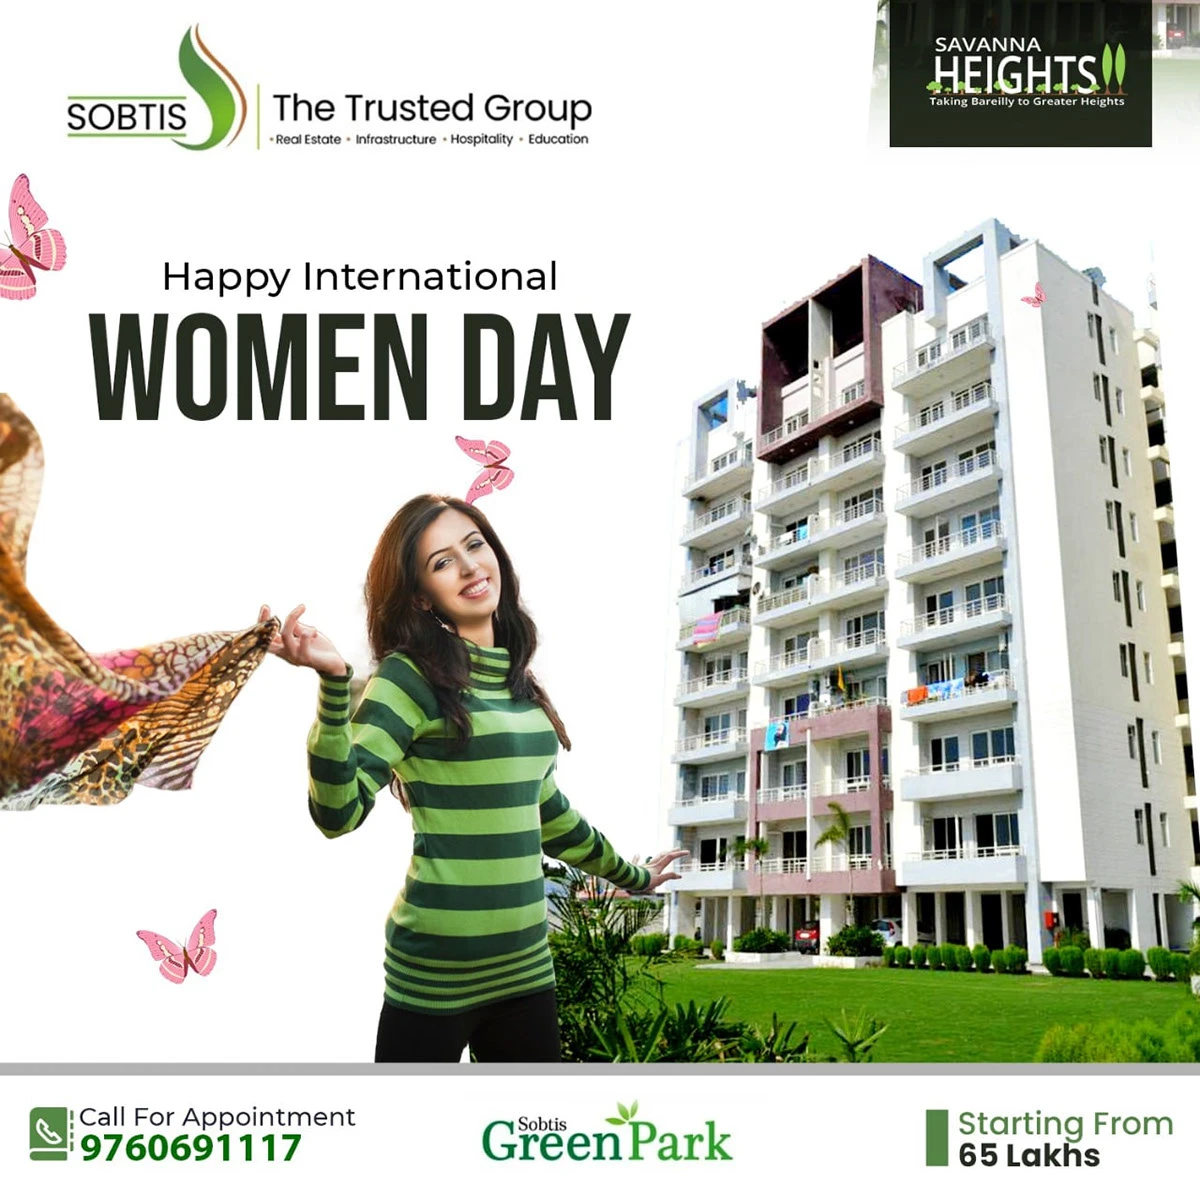 SOBTIS
The Trusted Group
• Real Estate • Infrastructure • Hospitality • Education
SAVANNA
HEIGHTS
Taking Bareilly to Greater Heights
Happy International
WOMEN DAY
Call For Appointment
9760691117
Sobtis
Green Park
Starting From
65 Lakhs